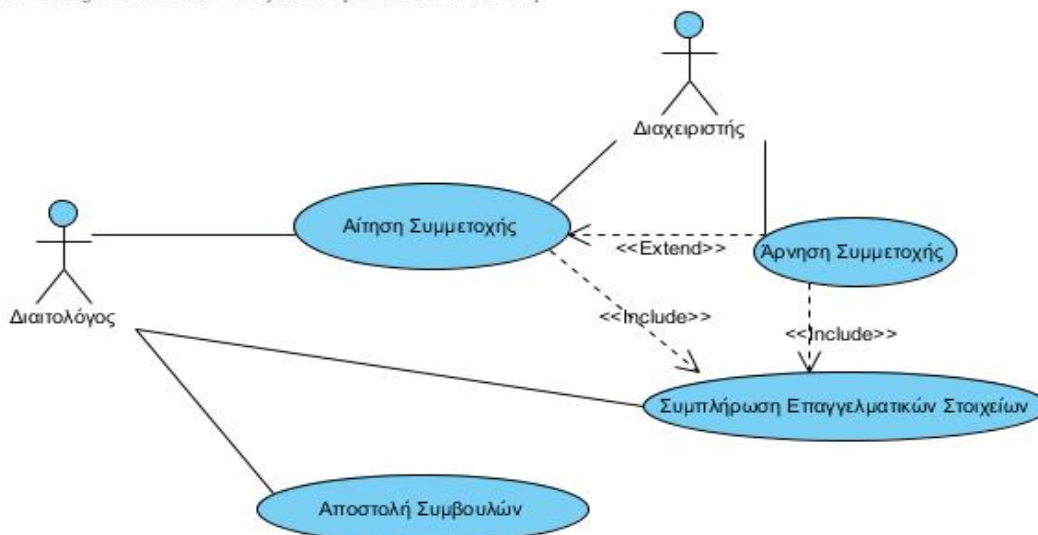 Διαχειριστής
Αίτηση Συμμετοχής
<<Extend>>
Άρνηση Συμμετοχής
Διαιτολόγος
<<Include>>
<<Include>>
Συμπλήρωση Επαγγελματικών Στοιχείων
Αποστολή Συμβουλών